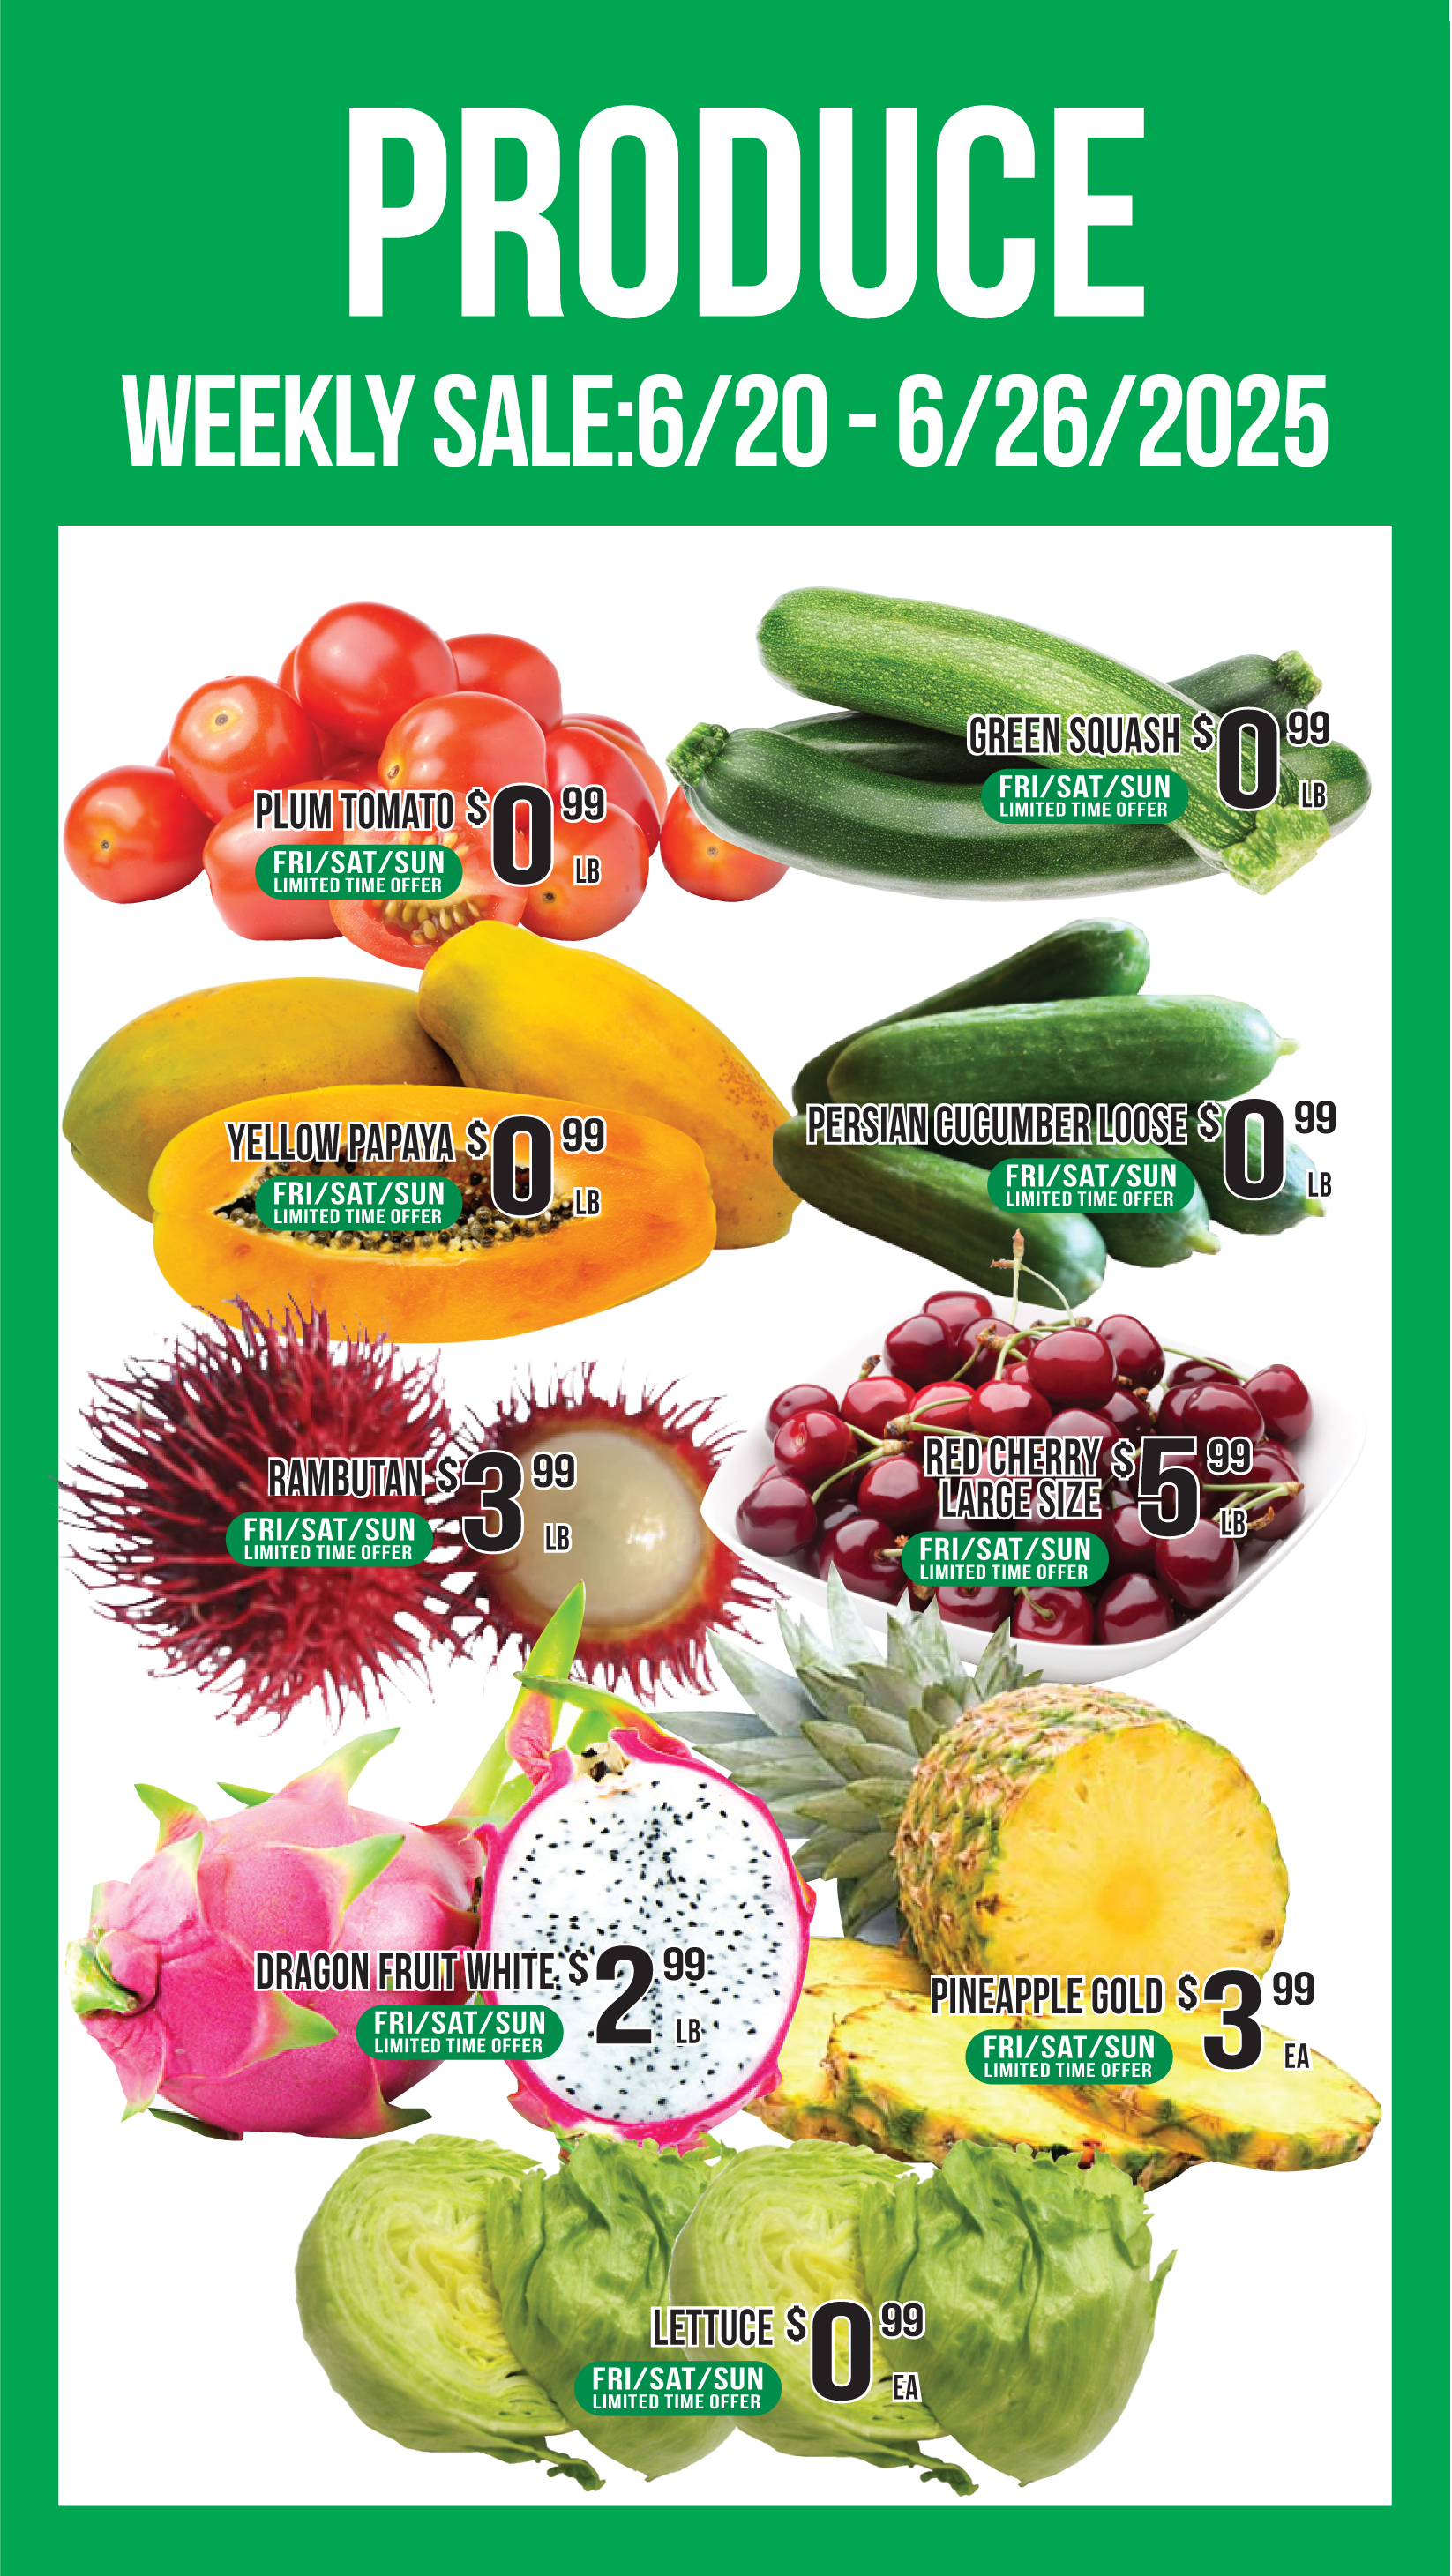 PRODUCE
WEEKLY SALE:6/20 - 6/26/2025
PLUM TOMATO $0 99
LB
FRI/SAT/SUN
LIMITED TIME OFFER
GREEN SQUASH $0 99
LB
FRI/SAT/SUN
LIMITED TIME OFFER
YELLOW PAPAYA $0 99
LB
FRI/SAT/SUN
LIMITED TIME OFFER
PERSIAN CUCUMBER LOOSE $0 99
LB
FRI/SAT/SUN
LIMITED TIME OFFER
RAMBUTAN $3 99
LB
FRI/SAT/SUN
LIMITED TIME OFFER
RED CHERRY $5 99
LARGE SIZE
LB
FRI/SAT/SUN
LIMITED TIME OFFER
DRAGON FRUIT WHITE $2 99
LB
FRI/SAT/SUN
LIMITED TIME OFFER
PINEAPPLE GOLD $3 99
EA
FRI/SAT/SUN
LIMITED TIME OFFER
LETTUCE $0 99
EA
FRI/SAT/SUN
LIMITED TIME OFFER